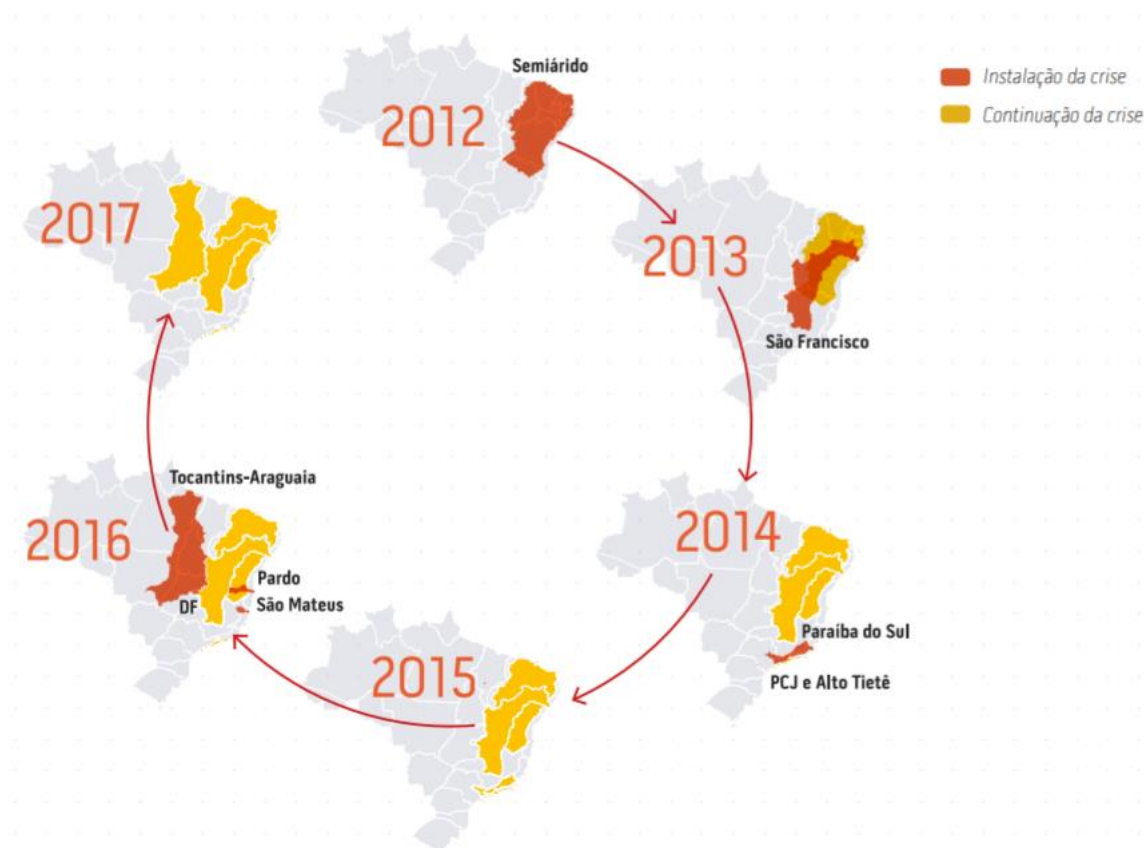 Semiárido
2012
Instalação da crise
Continuação da crise
2013
São Francisco
2014
Paraíba do Sul
PCJ e Alto Tietê
2015
Tocantins-Araguaia
2016
Pardo
DF
São Mateus
2017